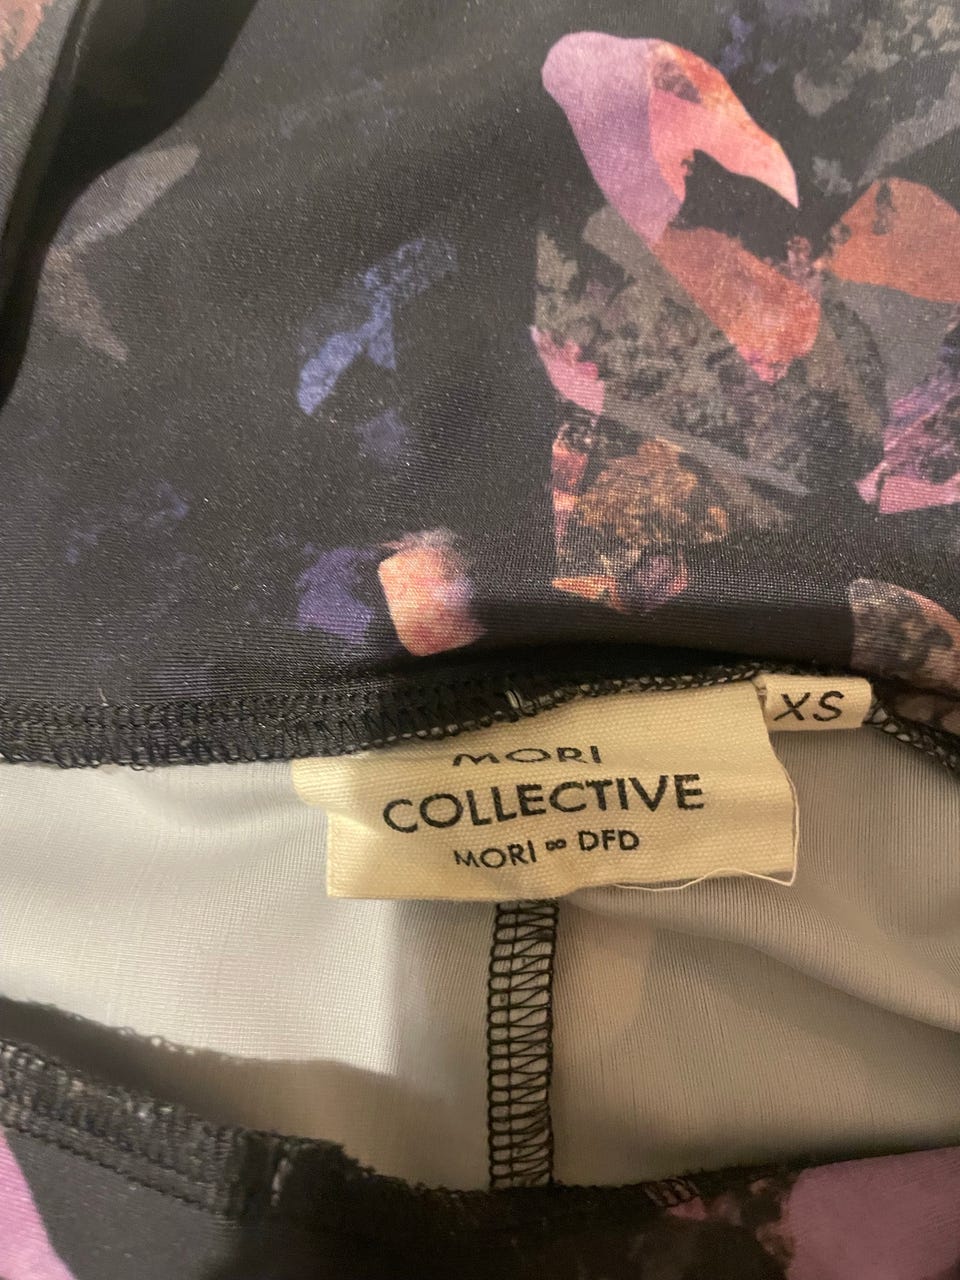 XS
MORI
COLLECTIVE
MORI ∞ DFD